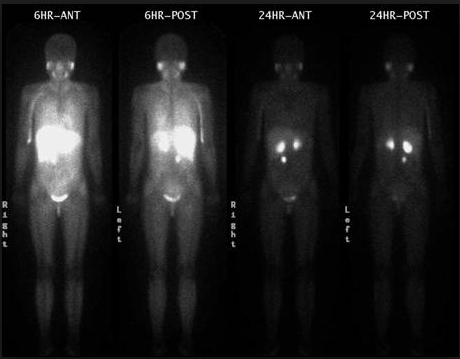 6HR-ANT
6HR-POST
24HR-ANT
24HR-POST
Right
Left
Right
Left